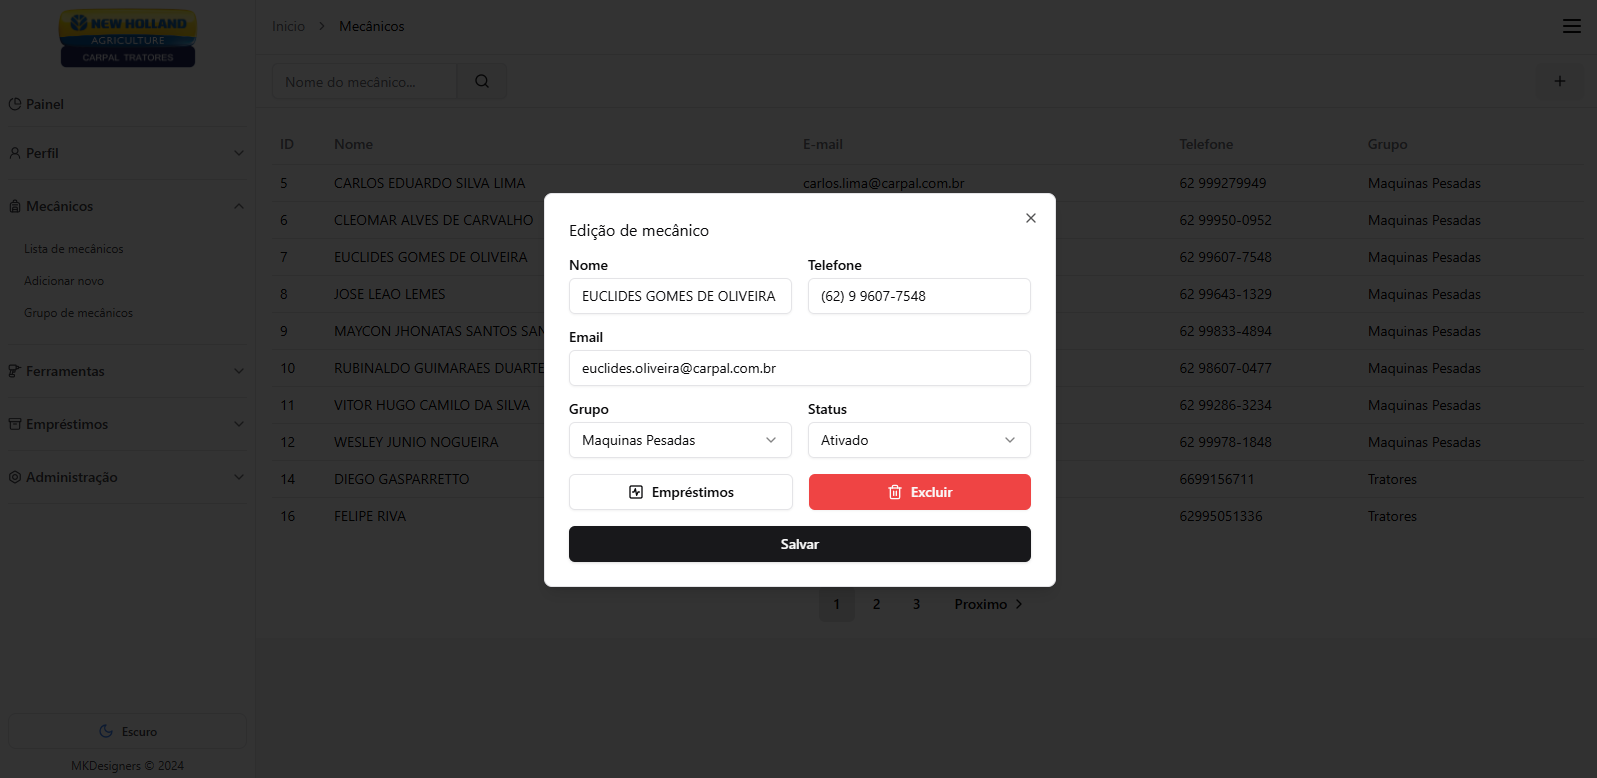 NEW HOLLAND
AGRICULTURE
CARPAL TRATORES
Inicio > Mecânicos
Nome do mecânico...
Painel
Perfil
Mecânicos
Lista de mecânicos
Adicionar novo
Grupo de mecânicos
Ferramentas
Empréstimos
Administração
Escuro
MKDesigners © 2024
ID Nome E-mail Telefone Grupo
5 CARLOS EDUARDO SILVA LIMA carlos.lima@carpal.com.br 62 999279949 Maquinas Pesadas
6 CLEOMAR ALVES DE CARVALHO 62 99950-0952 Maquinas Pesadas
7 EUCLIDES GOMES DE OLIVEIRA 62 99607-7548 Maquinas Pesadas
8 JOSE LEAO LEMES 62 99643-1329 Maquinas Pesadas
9 MAYCON JHONATAS SANTOS SAN 62 99833-4894 Maquinas Pesadas
10 RUBINALDO GUIMARAES DUARTE 62 98607-0477 Maquinas Pesadas
11 VITOR HUGO CAMILO DA SILVA 62 99286-3234 Maquinas Pesadas
12 WESLEY JUNIO NOGUEIRA 62 99978-1848 Maquinas Pesadas
14 DIEGO GASPARRETTO 6699156711 Tratores
16 FELIPE RIVA 62995051336 Tratores
1 2 3 Proximo
Edição de mecânico
Nome Telefone
EUCLIDES GOMES DE OLIVEIRA (62) 9 9607-7548
Email
euclides.oliveira@carpal.com.br
Grupo Status
Maquinas Pesadas Ativado
Empréstimos Excluir
Salvar